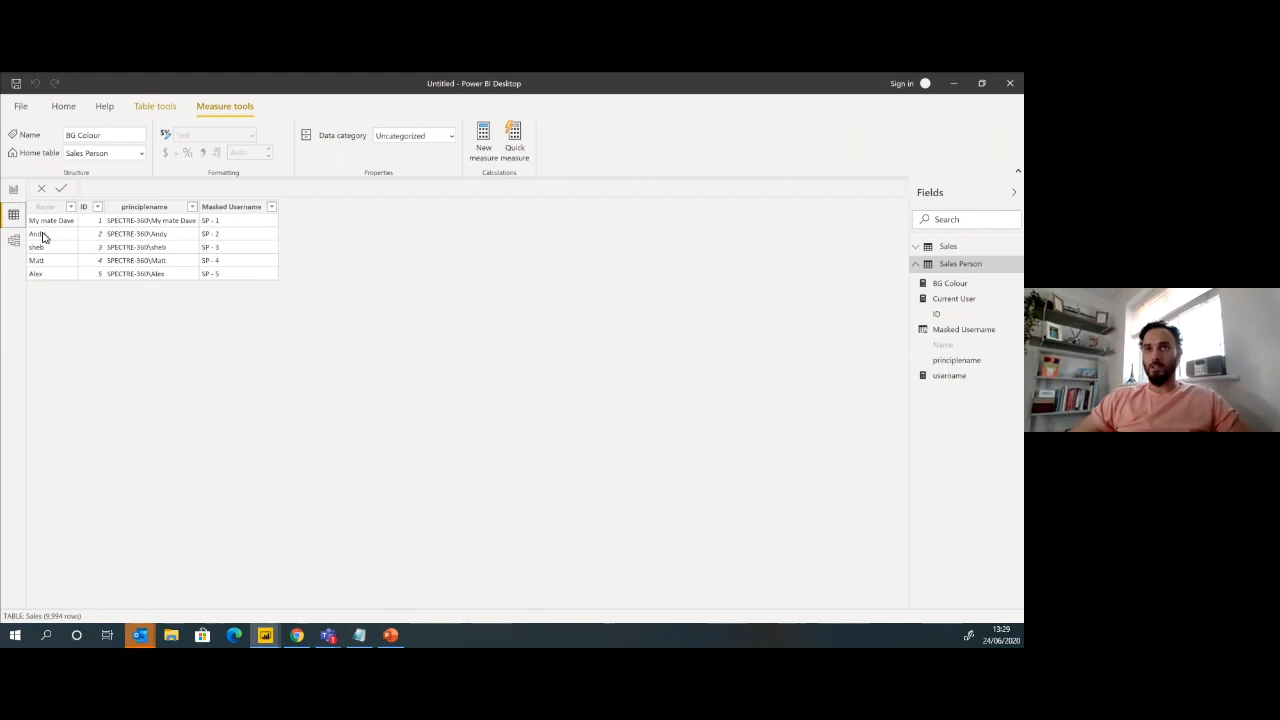 Untitled - Power BI Desktop
Sign in
File Home Help Table tools Measure tools
Name BG Colour
Home table Sales Person
Structure
Text
$ % Auto
Formatting
Data category Uncategorized
Properties
New measure
Quick measure
Calculations
Name ID principlename Masked Username
My mate Dave 1 SPECTRE-360\My mate Dave SP - 1
Andy 2 SPECTRE-360\Andy SP - 2
sheb 3 SPECTRE-360\sheb SP - 3
Matt 4 SPECTRE-360\Matt SP - 4
Alex 5 SPECTRE-360\Alex SP - 5
Fields
Search
Sales
Sales Person
BG Colour
Current User
ID
Masked Username
Name
principlename
username
TABLE: Sales (9,994 rows)
13:29
24/06/2020